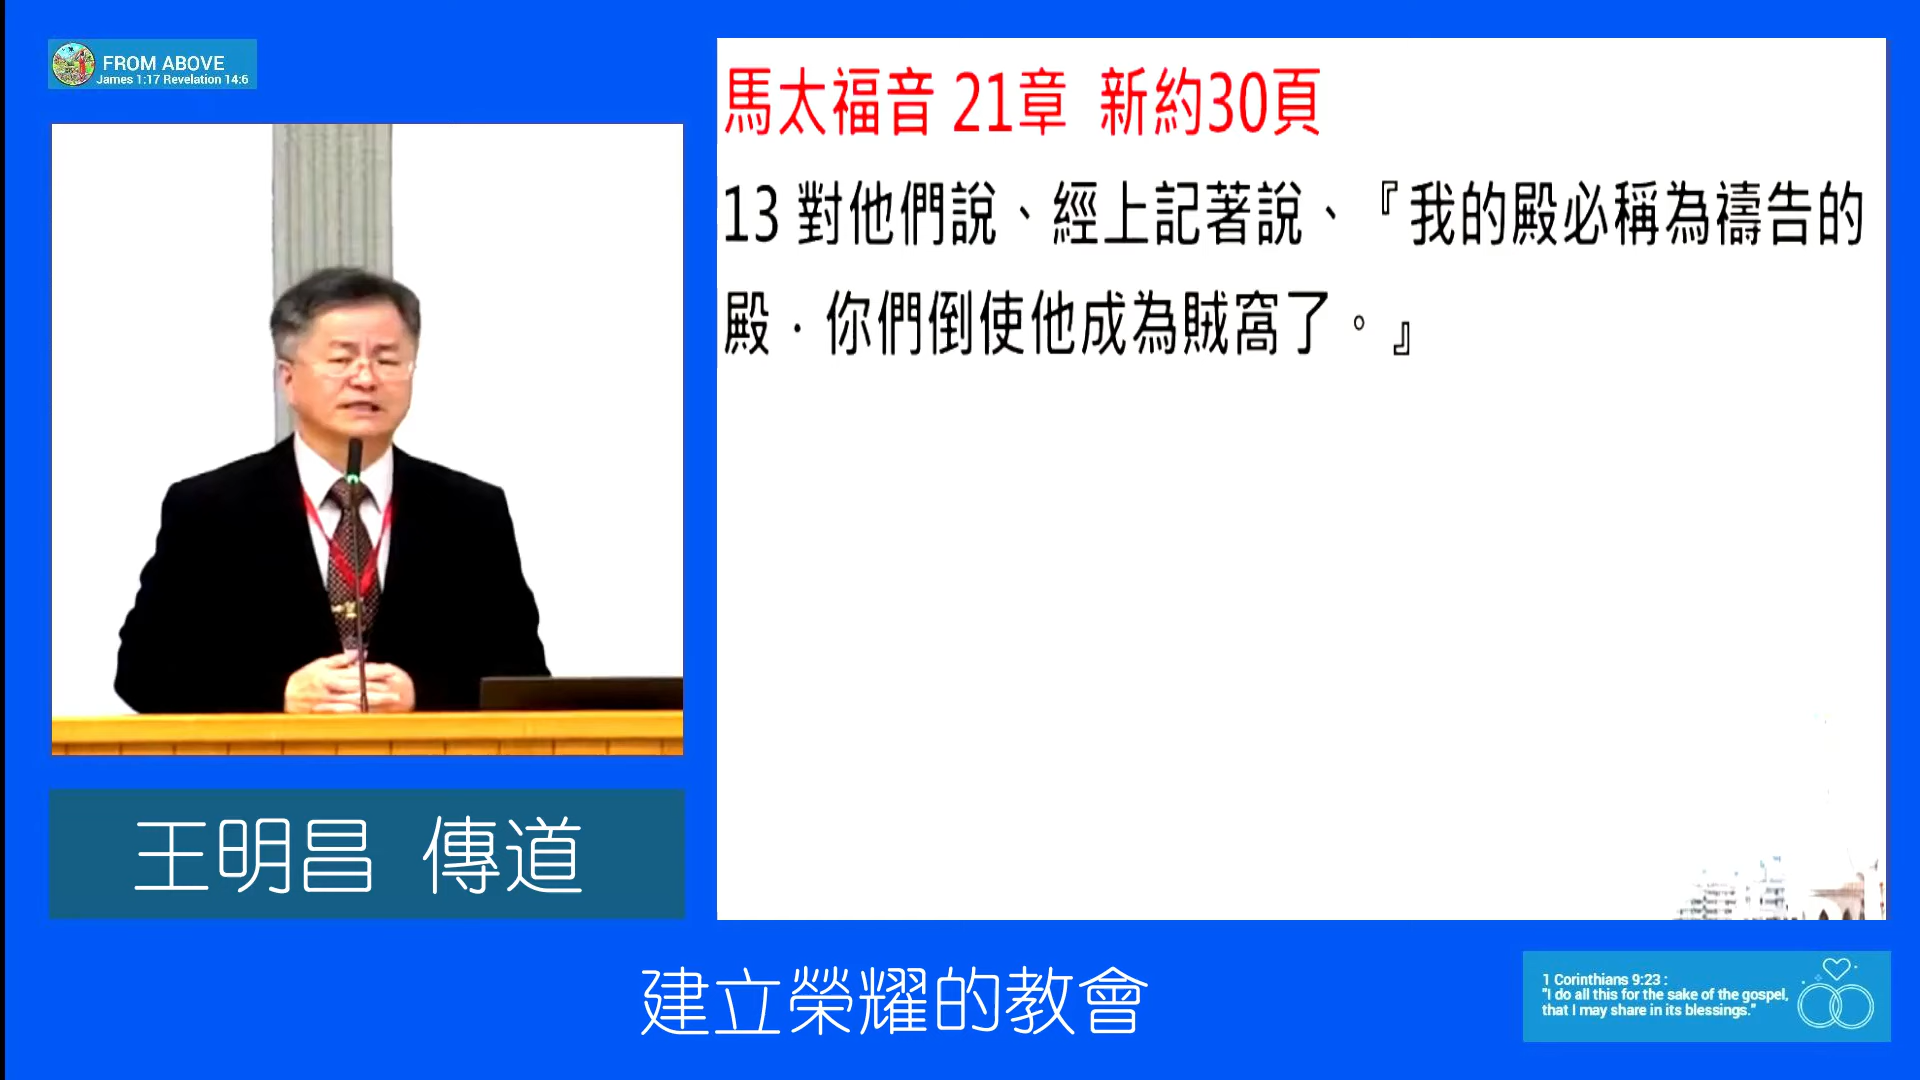 FROM ABOVE
James 1:17 Revelation 14:6
馬太福音 21章 新約30頁
13 對他們說、經上記著說、『我的殿必稱為禱告的
殿．你們倒使他成為賊窩了。』
王明昌 傳道
建立榮耀的教會
1 Corinthians 9:23 :
"I do all this for the sake of the gospel,
that I may share in its blessings."